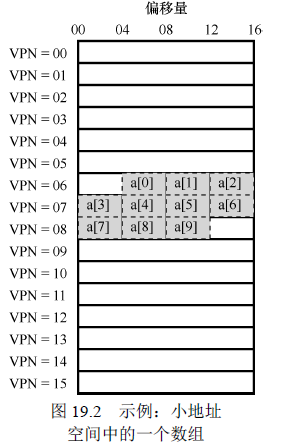 偏移量
00 04 08 12 16
VPN = 00
VPN = 01
VPN = 02
VPN = 03
VPN = 04
VPN = 05
VPN = 06 a[0] a[1] a[2]
VPN = 07 a[3] a[4] a[5] a[6]
VPN = 08 a[7] a[8] a[9]
VPN = 09
VPN = 10
VPN = 11
VPN = 12
VPN = 13
VPN = 14
VPN = 15
图 19.2 示例：小地址
空间中的一个数组